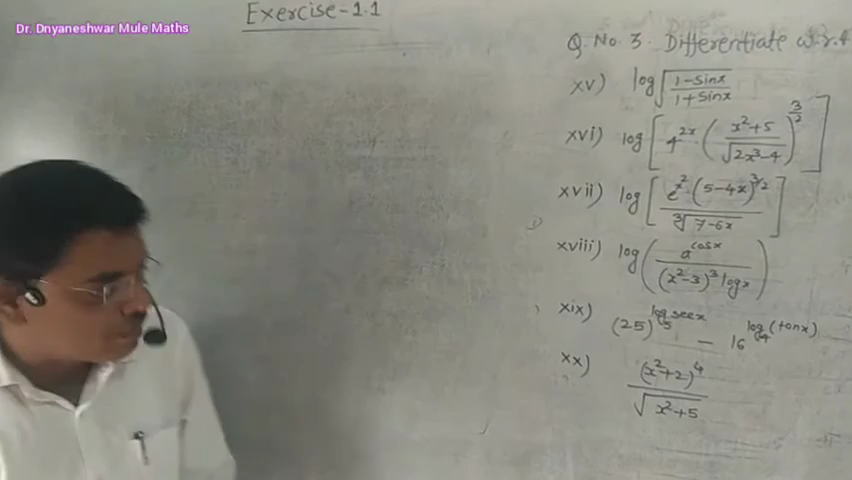 Dr. Dnyaneshwar Mule Maths
Exercise-1.1
Q. No. 3. Differentiate w.r.t
xv) log √((1-sinx)/(1+sinx))
xvi) log [4^(2x) ((x²+5)/√(2x³-4))^(3/2)]
xvii) log [e^(x²) (5-4x)^(3/2) / ∛(7-6x)]
xviii) log (a^(cosx) / ((x²-3)³ logx))
xix) (25)^(log₅ secx) - 16^(log₄(tanx))
xx) (x²+2)⁴ / √(x²+5)